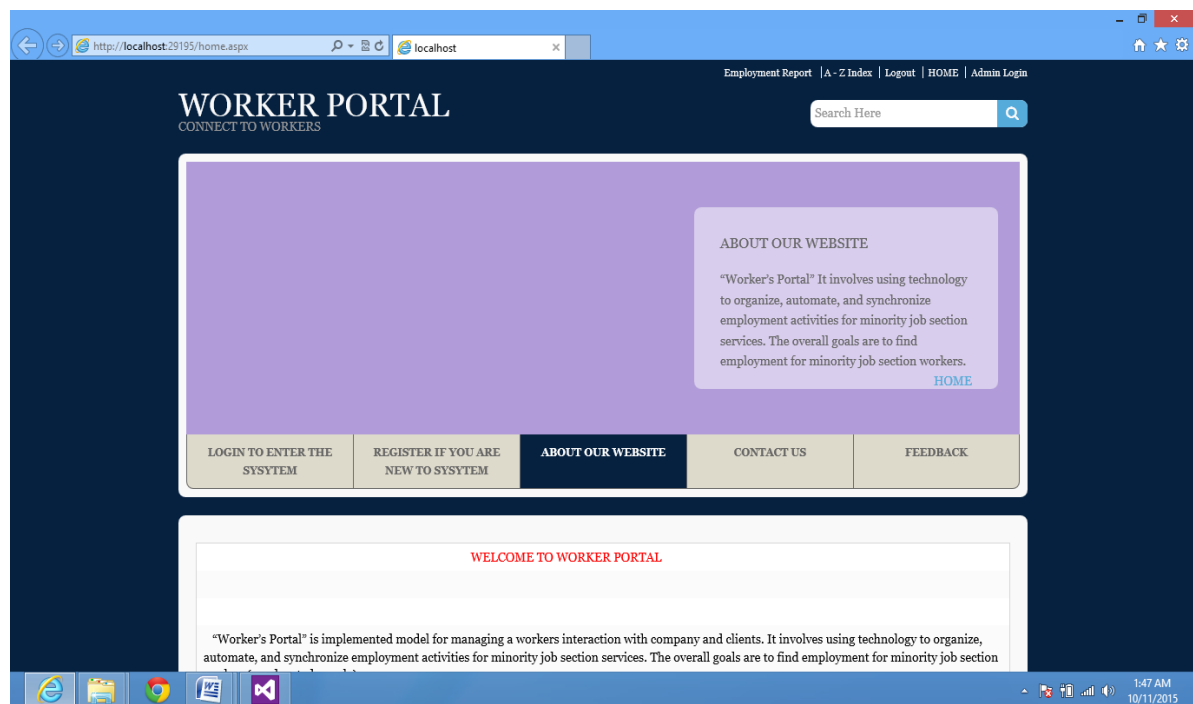 http://localhost:29195/home.aspx
localhost
Employment Report | A - Z Index | Logout | HOME | Admin Login
WORKER PORTAL
CONNECT TO WORKERS
Search Here
ABOUT OUR WEBSITE
“Worker's Portal” It involves using technology
to organize, automate, and synchronize
employment activities for minority job section
services. The overall goals are to find
employment for minority job section workers.
HOME
LOGIN TO ENTER THE
SYSYTEM
REGISTER IF YOU ARE
NEW TO SYSYTEM
ABOUT OUR WEBSITE
CONTACT US
FEEDBACK
WELCOME TO WORKER PORTAL
“Worker's Portal” is implemented model for managing a workers interaction with company and clients. It involves using technology to organize,
automate, and synchronize employment activities for minority job section services. The overall goals are to find employment for minority job section
1:47 AM
10/11/2015